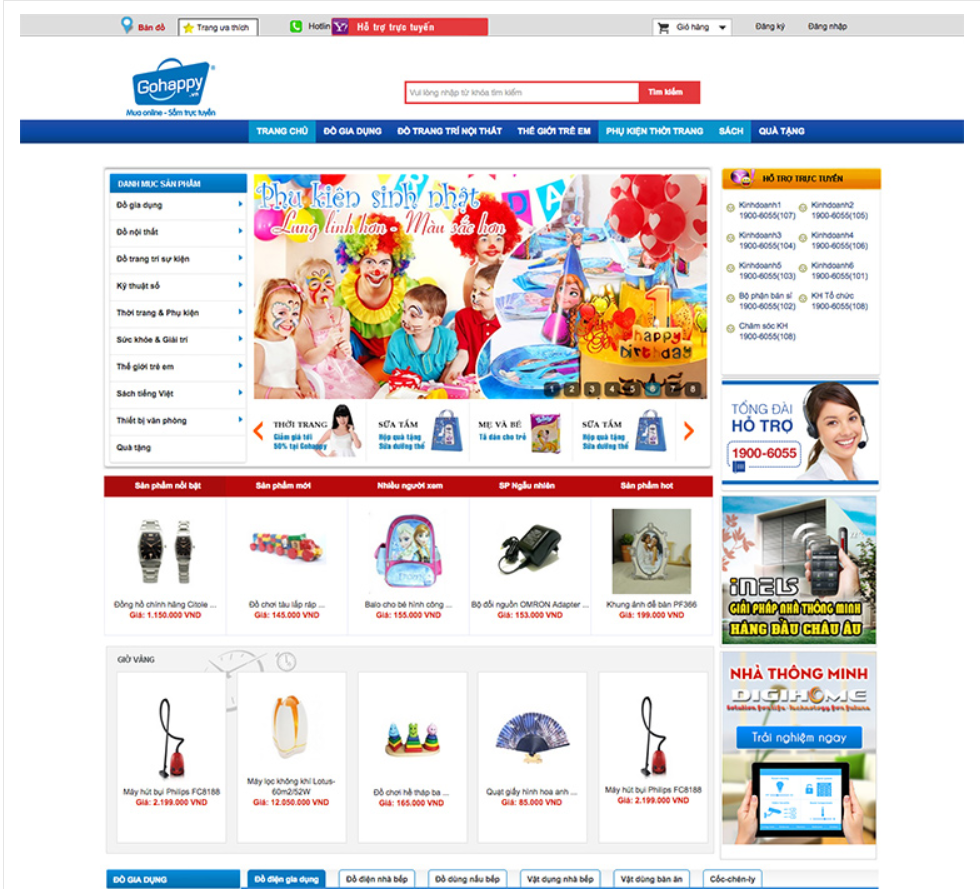 Bản đồ
Trang ưa thích
Hotlin
Hỗ trợ trực tuyến
Giỏ hàng
Đăng ký
Đăng nhập
Gohappy.vn
Mua online - Sắm trực tuyến
Vui lòng nhập từ khóa tìm kiếm
Tìm kiếm
TRANG CHỦ ĐỒ GIA DỤNG ĐỒ TRANG TRÍ NỘI THẤT THẾ GIỚI TRẺ EM PHỤ KIỆN THỜI TRANG SÁCH QUÀ TẶNG
DANH MỤC SẢN PHẨM
Đồ gia dụng
Đồ nội thất
Đồ trang trí sự kiện
Kỹ thuật số
Thời trang & Phụ kiện
Sức khỏe & Giải trí
Thế giới trẻ em
Sách tiếng Việt
Thiết bị văn phòng
Quà tặng
Phụ kiện sinh nhật
Lung linh hơn - Màu sắc hơn
happy
birthday
1 2 3 4 5 6 7 8
THỜI TRANG
Giảm giá tới
50% tại Gohappy
SỮA TẮM
Hộp quà tặng
Sữa dưỡng thể
MẸ VÀ BÉ
Tã dán cho trẻ
SỮA TẮM
Hộp quà tặng
Sữa dưỡng thể
HỖ TRỢ TRỰC TUYẾN
Kinhdoanh1 Kinhdoanh2
1900-6055(107) 1900-6055(105)
Kinhdoanh3 Kinhdoanh4
1900-6055(104) 1900-6055(106)
Kinhdoanh5 Kinhdoanh6
1900-6055(103) 1900-6055(101)
Bộ phận bán sỉ KH Tổ chức
1900-6055(102) 1900-6055(108)
Chăm sóc KH
1900-6055(108)
TỔNG ĐÀI
HỖ TRỢ
1900-6055
Sản phẩm nổi bật Sản phẩm mới Nhiều người xem SP Ngẫu nhiên Sản phẩm hot
Đồng hồ chính hãng Citole ...
Giá: 1.150.000 VND
Đồ chơi tàu lắp ráp ...
Giá: 145.000 VND
Balo cho bé hình công ...
Giá: 155.000 VND
Bộ đổi nguồn OMRON Adapter ...
Giá: 153.000 VND
Khung ảnh để bàn PF366
Giá: 199.000 VND
iNELS
GIẢI PHÁP NHÀ THÔNG MINH
HÀNG ĐẦU CHÂU ÂU
GIỜ VÀNG
Máy hút bụi Philips FC8188
Giá: 2.199.000 VND
Máy lọc không khí Lotus-
60m2/52W
Giá: 12.050.000 VND
Đồ chơi hề tháp ba ...
Giá: 165.000 VND
Quạt giấy hình hoa anh ...
Giá: 85.000 VND
Máy hút bụi Philips FC8188
Giá: 2.199.000 VND
NHÀ THÔNG MINH
DIGIHOME
Solution for life - Technology for future
Trải nghiệm ngay
ĐỒ GIA DỤNG
Đồ điện gia dụng Đồ điện nhà bếp Đồ dùng nấu bếp Vật dụng nhà bếp Vật dùng bàn ăn Cốc-chén-ly